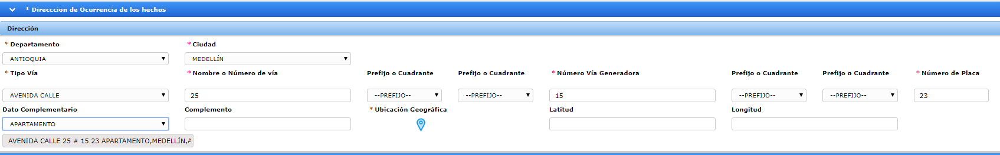 * Direcccion de Ocurrencia de los hechos
Dirección
* Departamento * Ciudad
ANTIOQUIA MEDELLÍN
* Tipo Vía * Nombre o Número de vía Prefijo o Cuadrante Prefijo o Cuadrante * Número Vía Generadora Prefijo o Cuadrante Prefijo o Cuadrante * Número de Placa
AVENIDA CALLE 25 --PREFIJO-- --PREFIJO-- 15 --PREFIJO-- --PREFIJO-- 23
Dato Complementario Complemento * Ubicación Geográfica Latitud Longitud
APARTAMENTO
AVENIDA CALLE 25 # 15 23 APARTAMENTO,MEDELLÍN,A